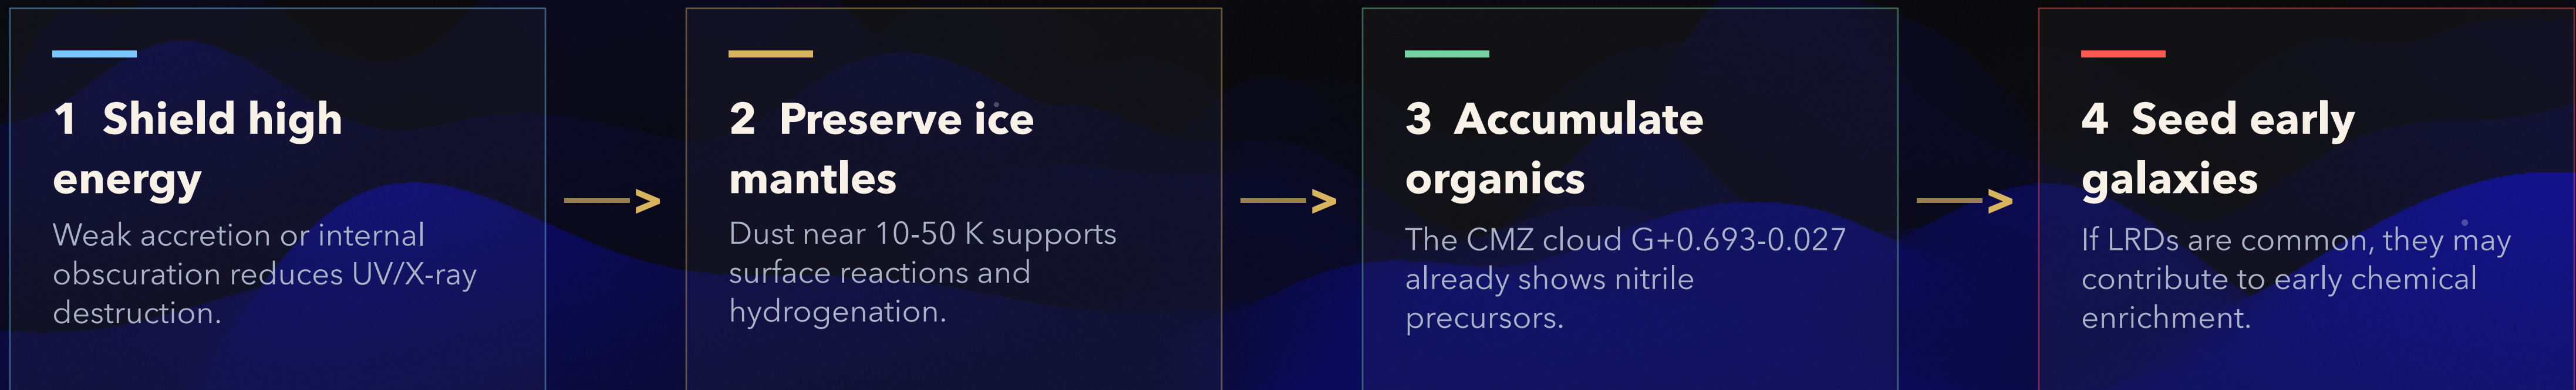 1 Shield high
energy
Weak accretion or internal
obscuration reduces UV/X-ray
destruction.
—>
2 Preserve ice
mantles
Dust near 10-50 K supports
surface reactions and
hydrogenation.
—>
3 Accumulate
organics
The CMZ cloud G+0.693-0.027
already shows nitrile
precursors.
—>
4 Seed early
galaxies
If LRDs are common, they may
contribute to early chemical
enrichment.